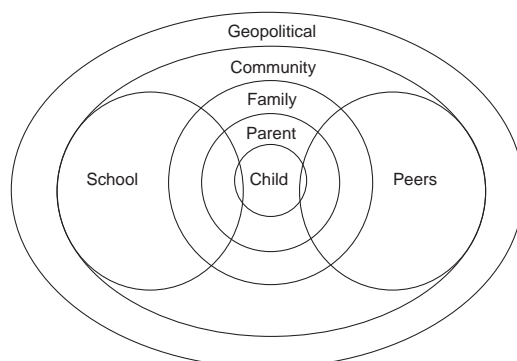 Geopolitical
Community
Family
Parent
School
Child
Peers